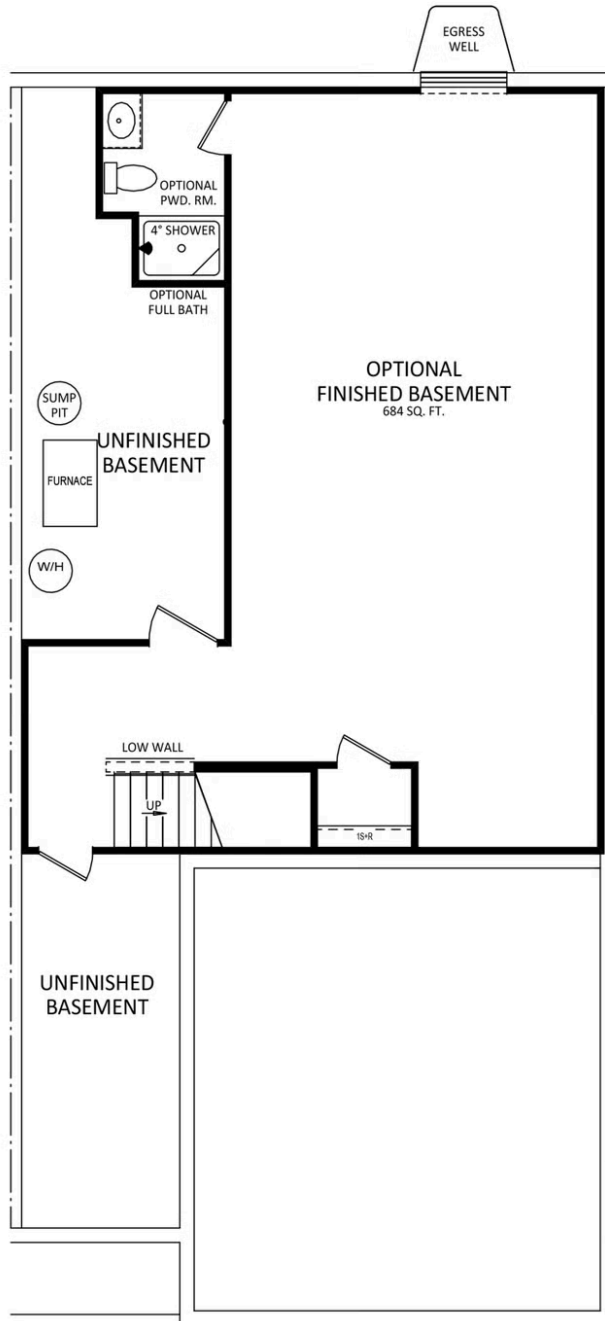 EGRESS
WELL
OPTIONAL
PWD. RM.
4° SHOWER
OPTIONAL
FULL BATH
OPTIONAL
FINISHED BASEMENT
684 SQ. FT.
SUMP
PIT
UNFINISHED
BASEMENT
FURNACE
W/H
LOW WALL
UP
1S+R
UNFINISHED
BASEMENT